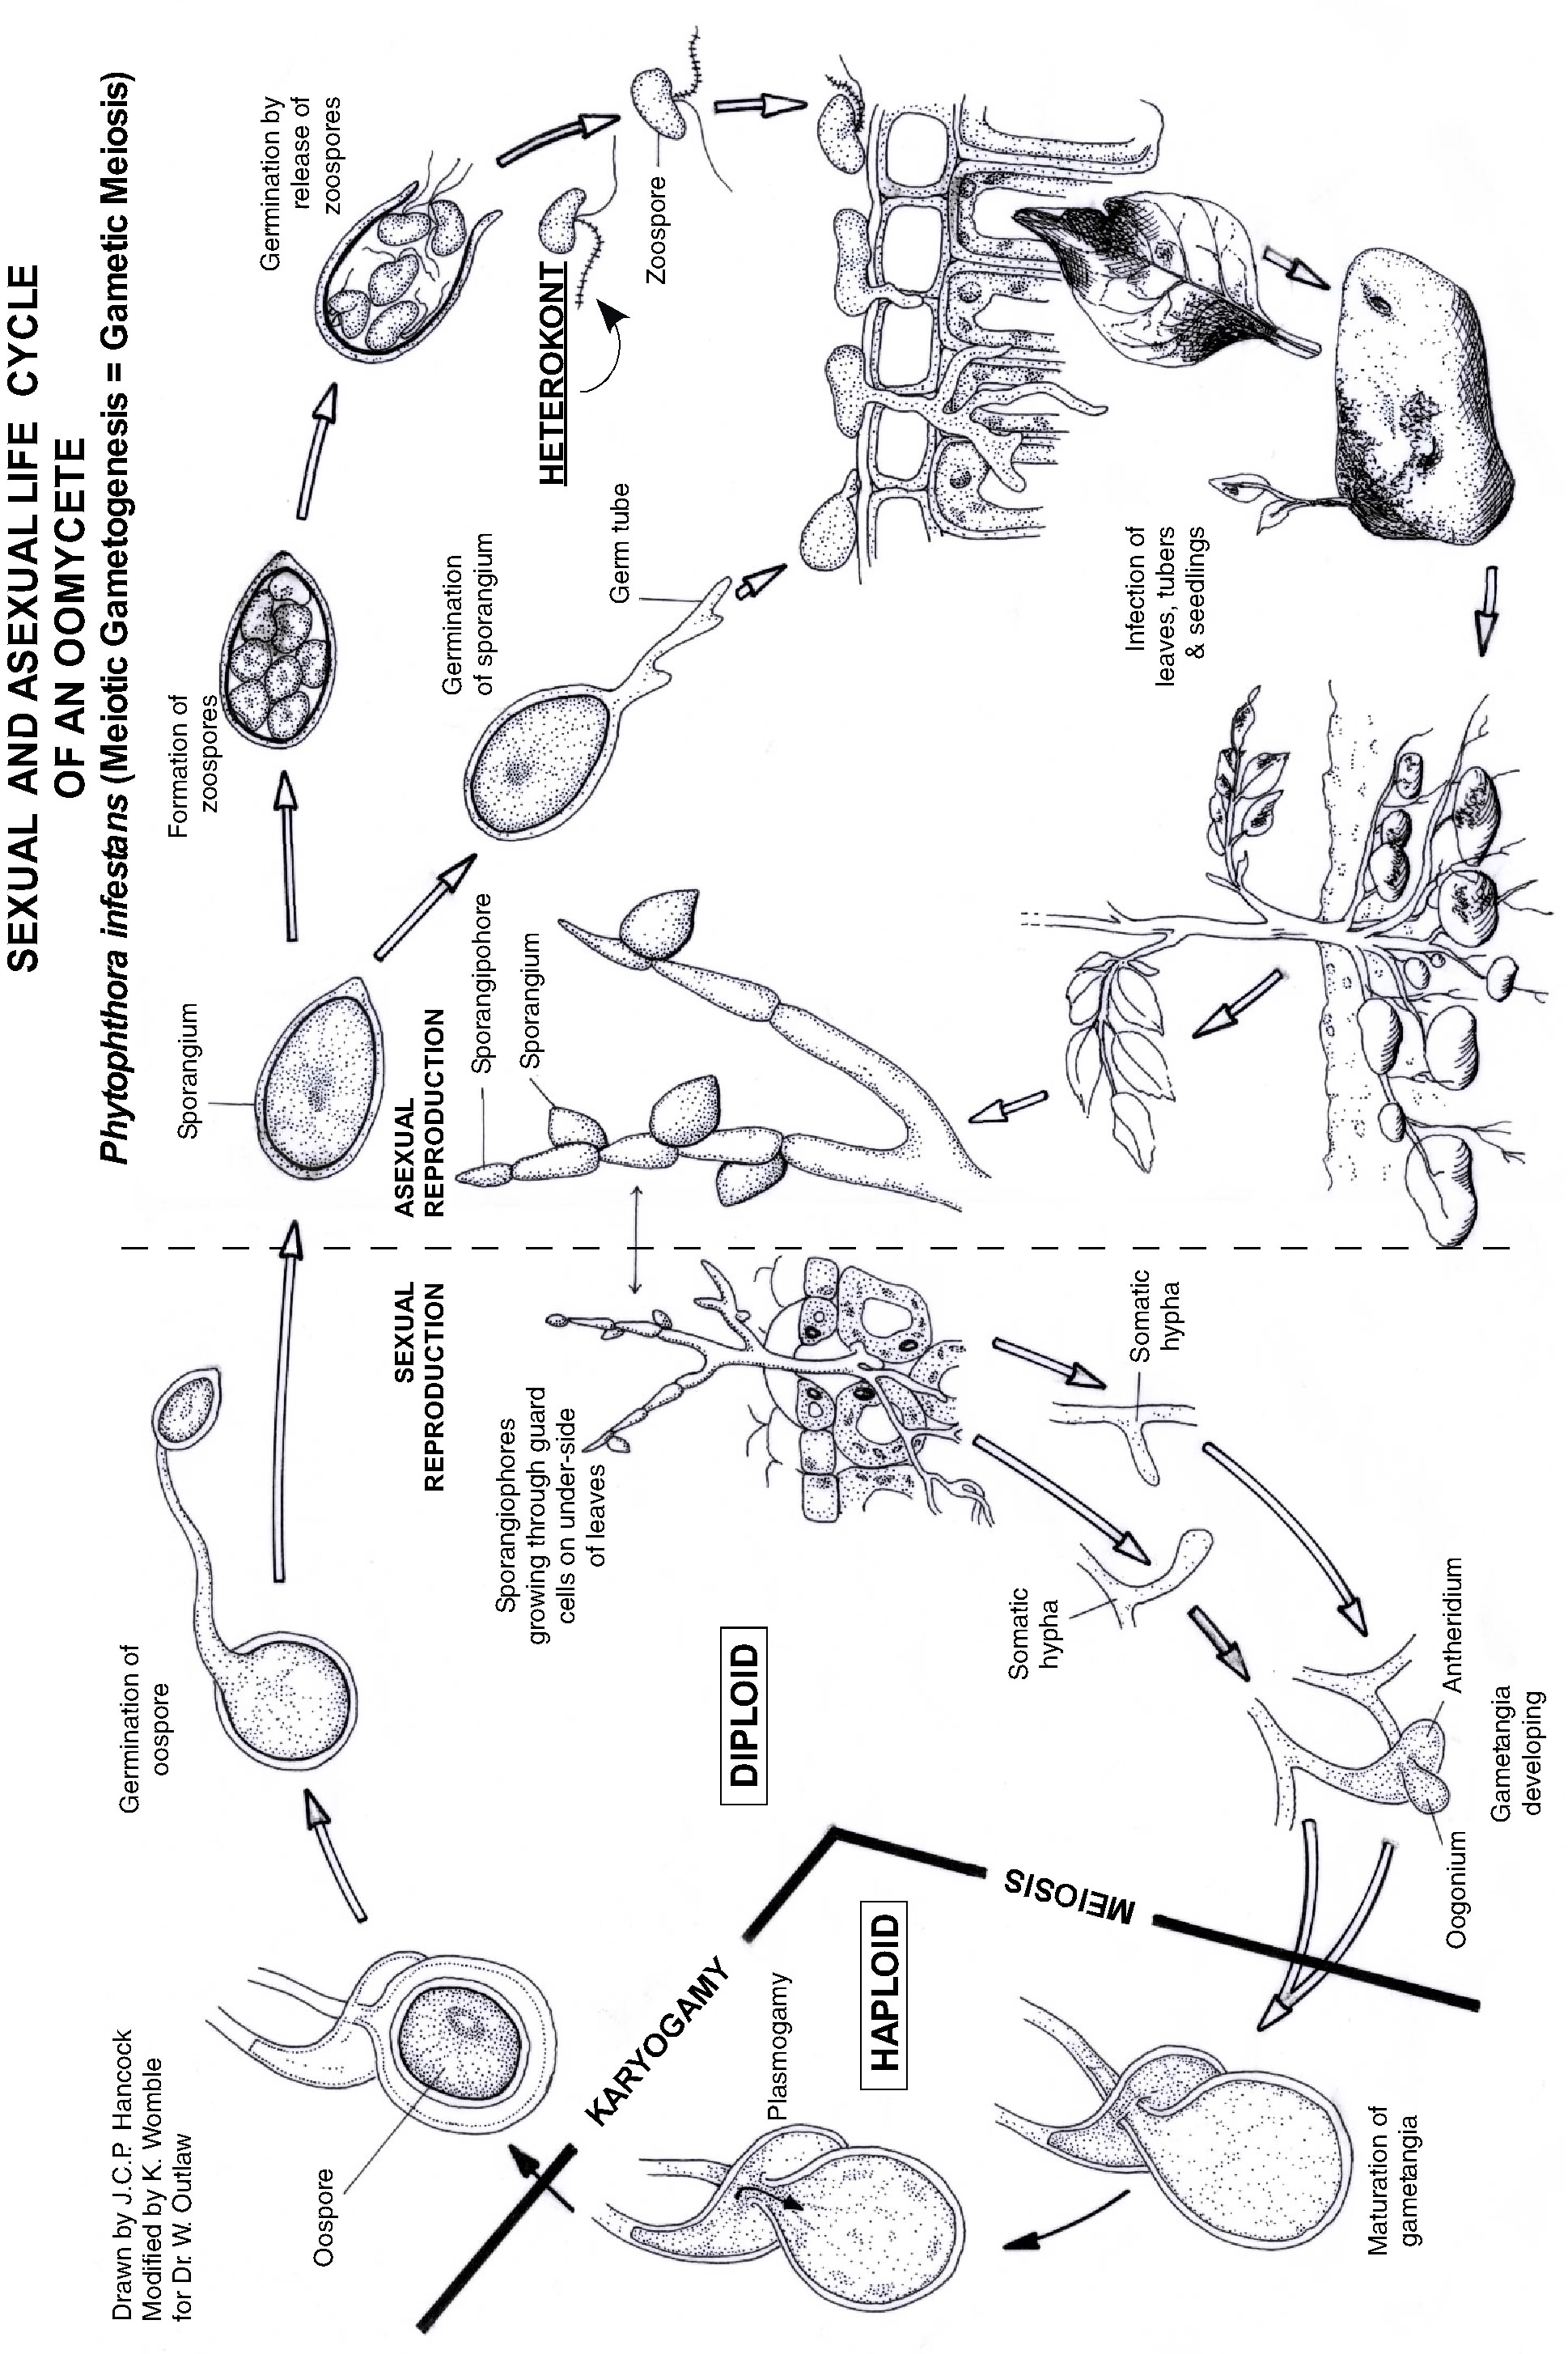 SEXUAL AND ASEXUAL LIFE CYCLE
OF AN OOMYCETE
Phytophthora infestans (Meiotic Gametogenesis = Gametic Meiosis)
Drawn by J.C.P. Hancock
Modified by K. Womble
for Dr. W. Outlaw
Germination of
oospore
Sporangium
Formation of
zoospores
Germination by
release of
zoospores
Oospore
SEXUAL
REPRODUCTION
ASEXUAL
REPRODUCTION
Sporangiphore
Sporangium
Germination
of sporangium
Germ tube
HETEROKONT
Zoospore
Sporangiophores
growing through guard
cells on under-side
of leaves
KARYOGAMY
DIPLOID
Plasmogamy
HAPLOID
MEIOSIS
Somatic
hypha
Somatic
hypha
Infection of
leaves, tubers
& seedlings
Maturation of
gametangia
Oogonium
Antheridium
Gametangia
developing